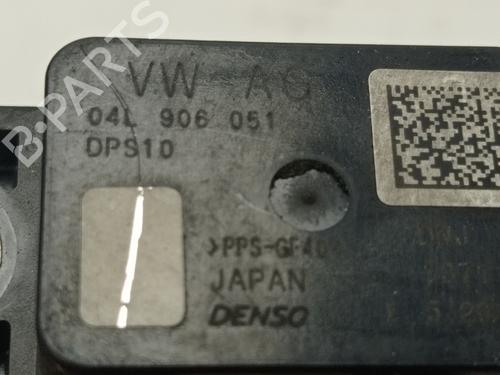 VW AG
04L 906 051
DPS10
>PPS-GF40<
JAPAN
DENSO
B-PARTS